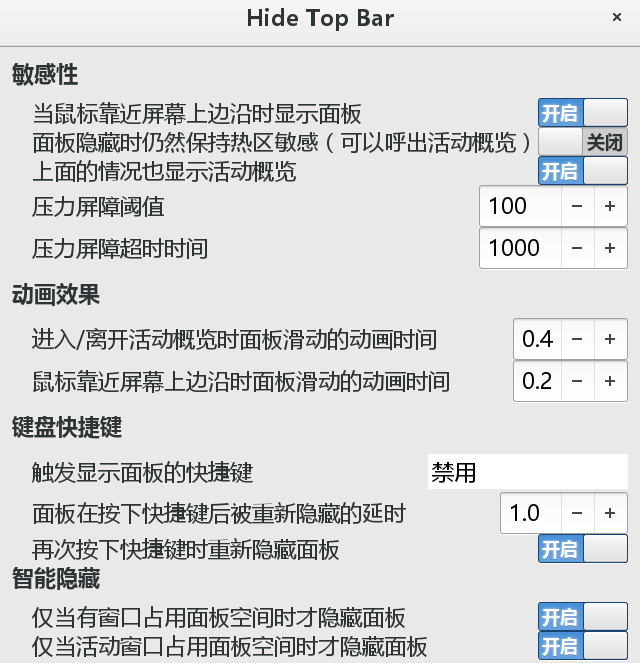 Hide Top Bar ×
敏感性
当鼠标靠近屏幕上边沿时显示面板 开启
面板隐藏时仍然保持热区敏感（可以呼出活动概览） 关闭
上面的情况也显示活动概览 开启
压力屏障阈值 100 − +
压力屏障超时时间 1000 − +
动画效果
进入/离开活动概览时面板滑动的动画时间 0.4 − +
鼠标靠近屏幕上边沿时面板滑动的动画时间 0.2 − +
键盘快捷键
触发显示面板的快捷键 禁用
面板在按下快捷键后被重新隐藏的延时 1.0 − +
再次按下快捷键时重新隐藏面板 开启
智能隐藏
仅当有窗口占用面板空间时才隐藏面板 开启
仅当活动窗口占用面板空间时才隐藏面板 开启